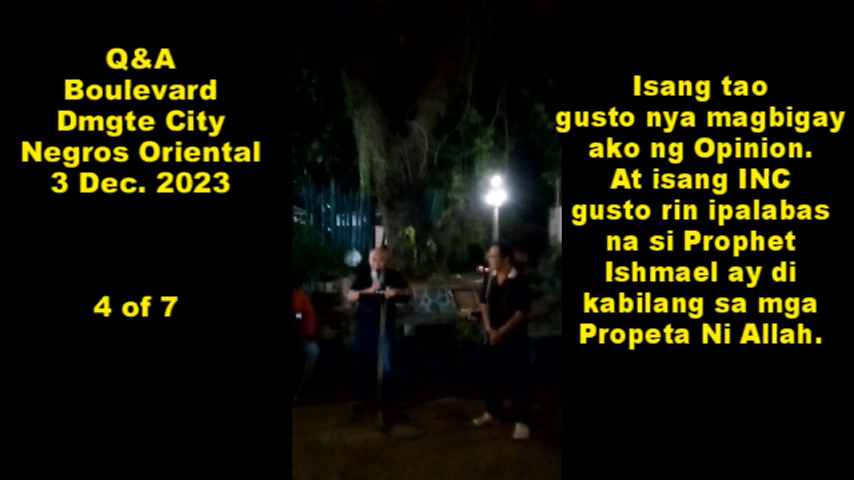 Q&A
Boulevard
Dmgte City
Negros Oriental
3 Dec. 2023
4 of 7
Isang tao
gusto nya magbigay
ako ng Opinion.
At isang INC
gusto rin ipalabas
na si Prophet
Ishmael ay di
kabilang sa mga
Propeta Ni Allah.